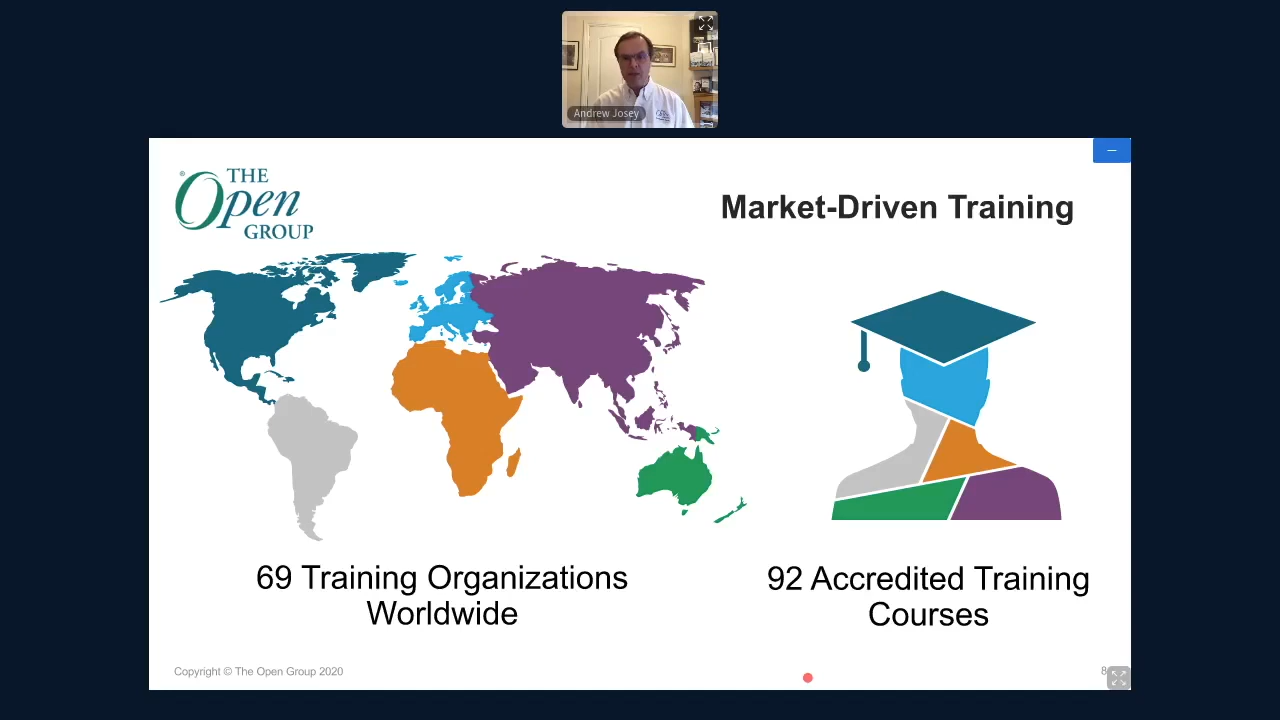 Andrew Josey
THE
Open
GROUP
Market-Driven Training
69 Training Organizations
Worldwide
92 Accredited Training
Courses
Copyright © The Open Group 2020
8